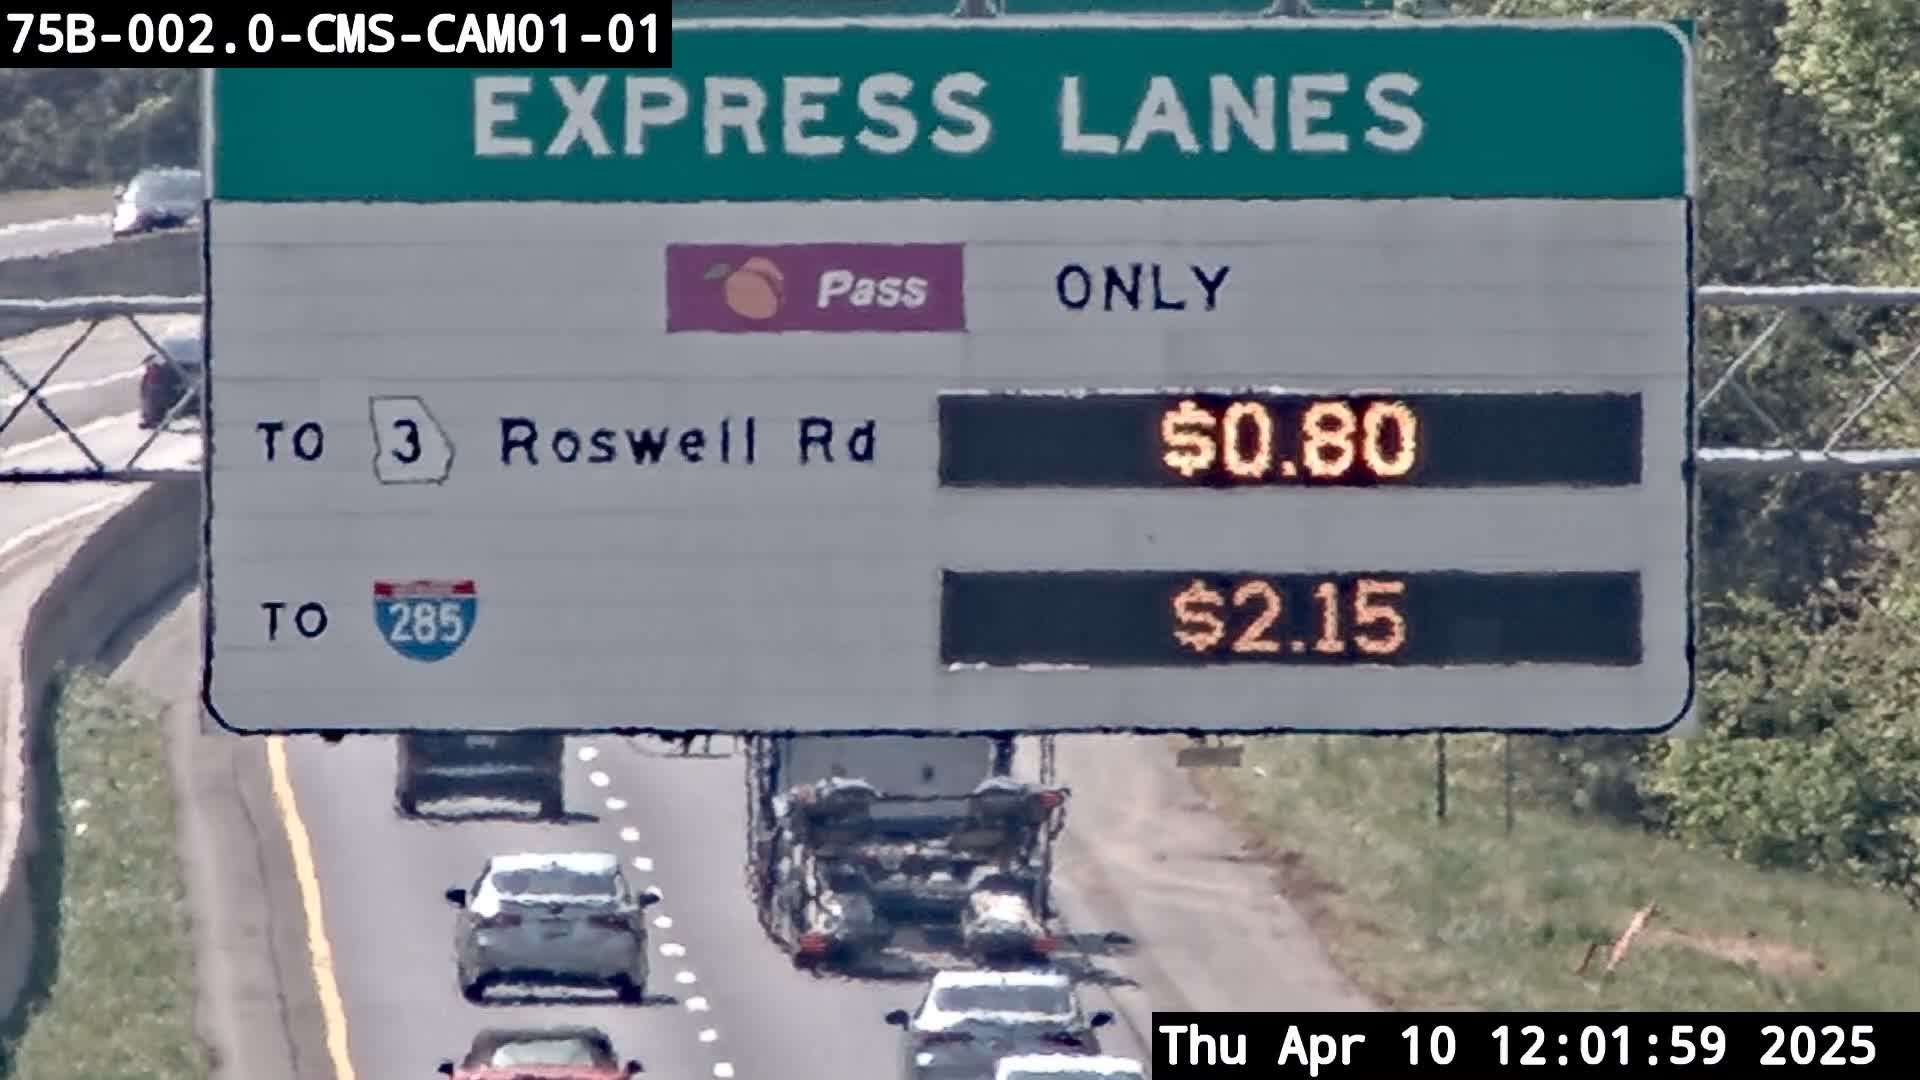 75B-002.0-CMS-CAM01-01
EXPRESS LANES
Pass ONLY
TO 3 Roswell Rd $0.80
TO 285 $2.15
Thu Apr 10 12:01:59 2025